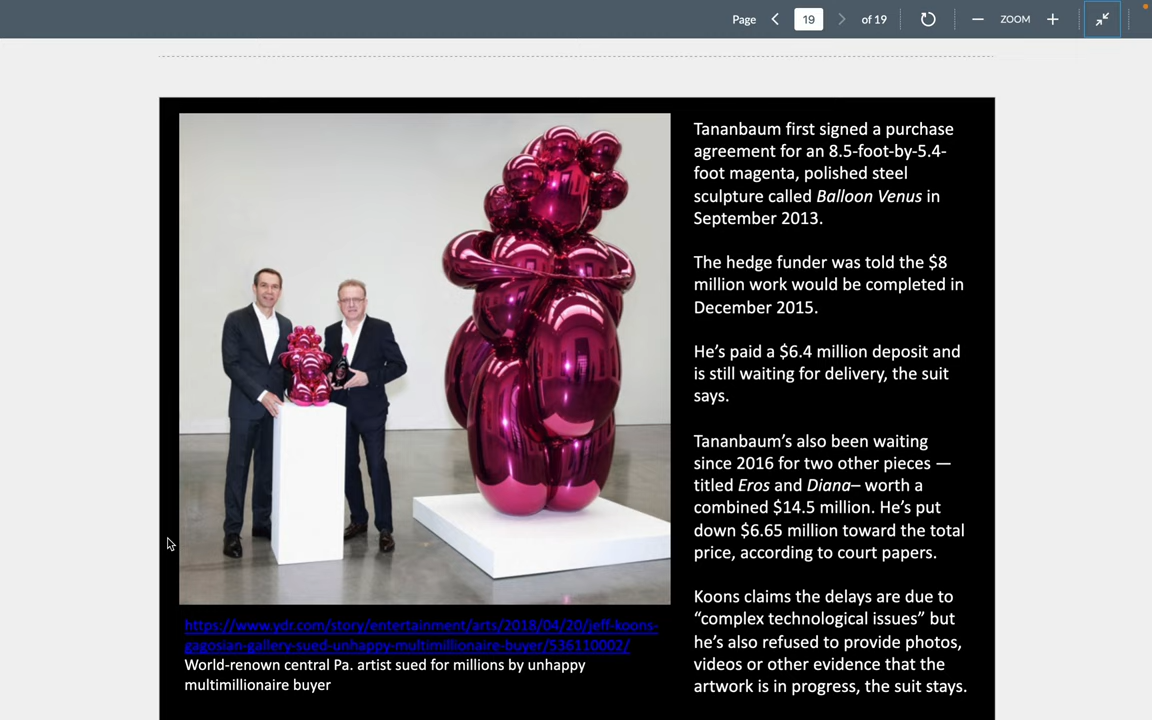 Page
19
of 19
ZOOM
Tananbaum first signed a purchase
agreement for an 8.5-foot-by-5.4-
foot magenta, polished steel
sculpture called Balloon Venus in
September 2013.
The hedge funder was told the $8
million work would be completed in
December 2015.
He’s paid a $6.4 million deposit and
is still waiting for delivery, the suit
says.
Tananbaum’s also been waiting
since 2016 for two other pieces —
titled Eros and Diana– worth a
combined $14.5 million. He’s put
down $6.65 million toward the total
price, according to court papers.
Koons claims the delays are due to
“complex technological issues” but
he’s also refused to provide photos,
videos or other evidence that the
artwork is in progress, the suit stays.
https://www.ydr.com/story/entertainment/arts/2018/04/20/jeff-koons-
gagosian-gallery-sued-unhappy-multimillionaire-buyer/536110002/
World-renown central Pa. artist sued for millions by unhappy
multimillionaire buyer